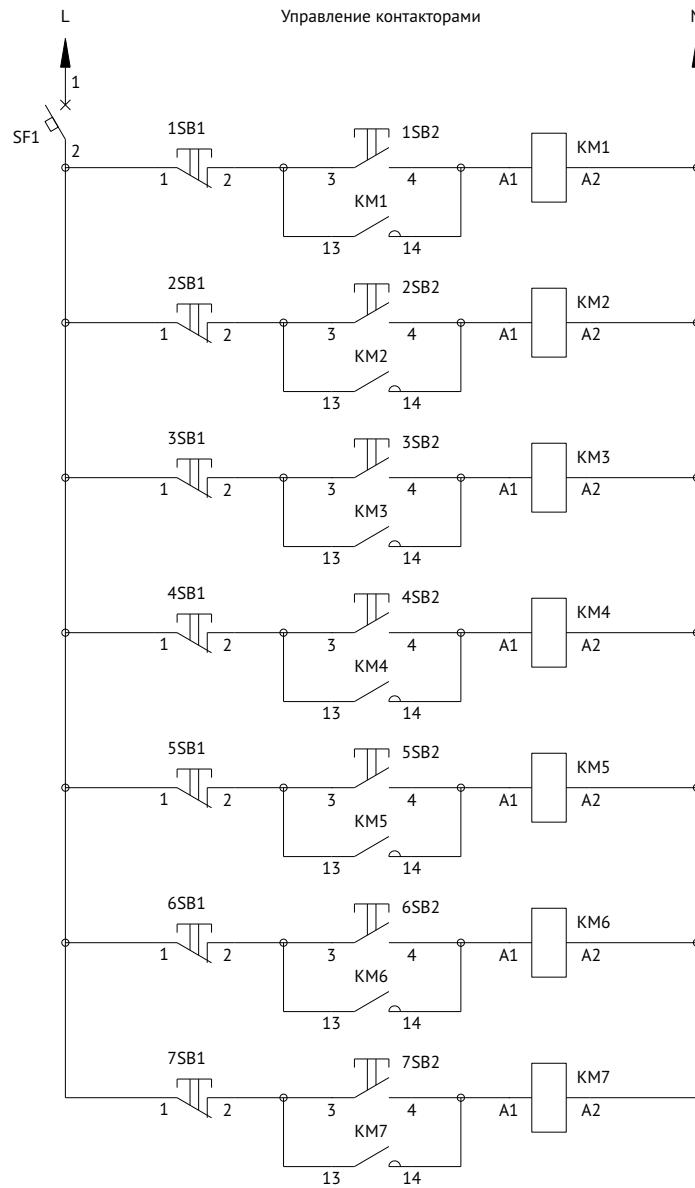 L Управление контакторами N
1
SF1
2
1SB1 1SB2 KM1
1 2 3 4 A1 A2
KM1
13 14
2SB1 2SB2 KM2
1 2 3 4 A1 A2
KM2
13 14
3SB1 3SB2 KM3
1 2 3 4 A1 A2
KM3
13 14
4SB1 4SB2 KM4
1 2 3 4 A1 A2
KM4
13 14
5SB1 5SB2 KM5
1 2 3 4 A1 A2
KM5
13 14
6SB1 6SB2 KM6
1 2 3 4 A1 A2
KM6
13 14
7SB1 7SB2 KM7
1 2 3 4 A1 A2
KM7
13 14